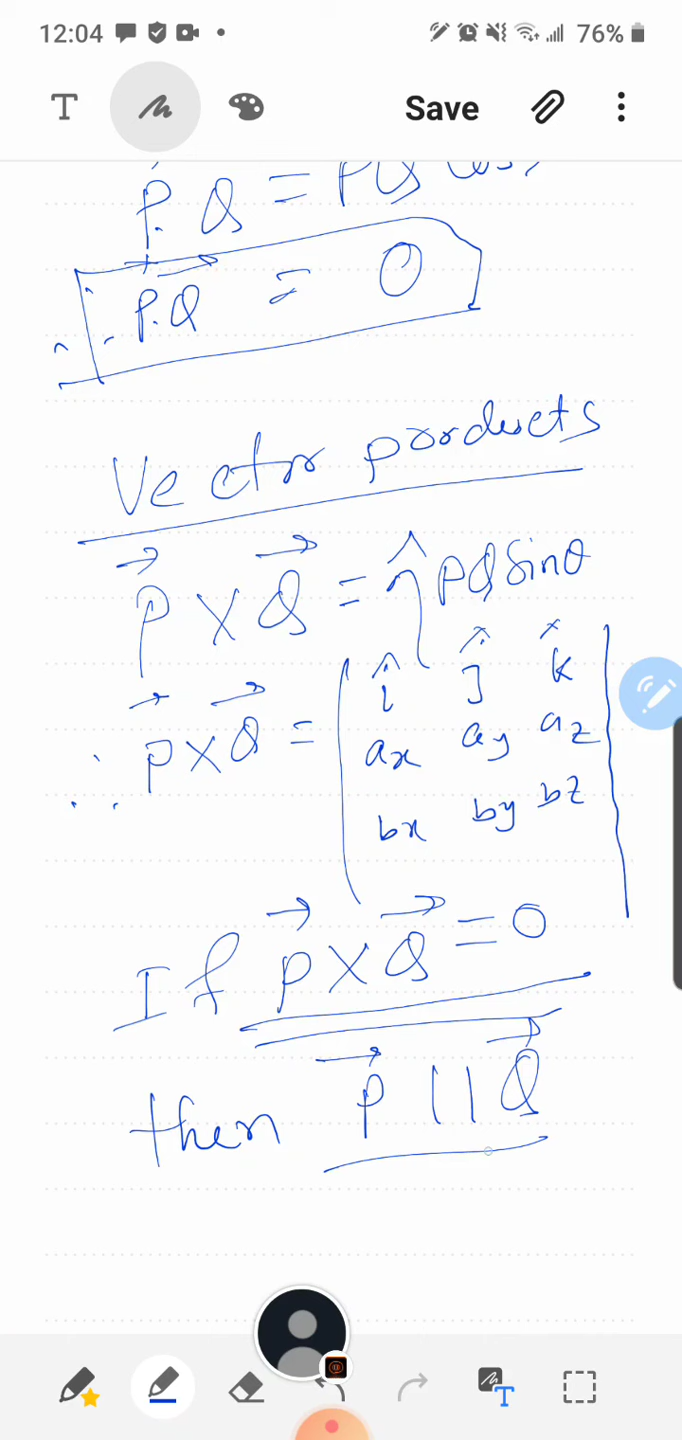 12:04 76%
T Save
P⃗.Q⃗ = PQ cos
∴ P⃗.Q⃗ = 0
Vector porducts
P⃗ × Q⃗ = n̂ PQ sinθ
∴ P⃗×Q⃗ = | î ĵ k̂
ax ay az
bx by bz |
If P⃗×Q⃗ = 0
then P⃗ || Q⃗
T